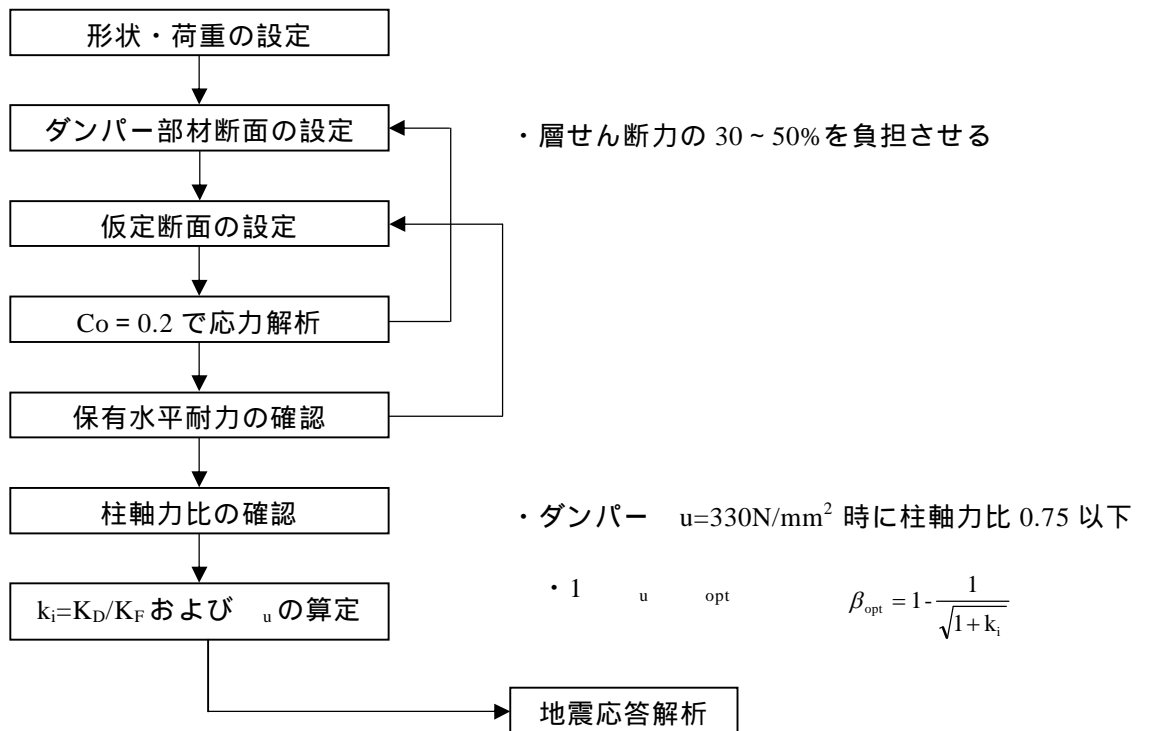 形状・荷重の設定
ダンパー部材断面の設定
・層せん断力の 30～50%を負担させる
仮定断面の設定
Co＝0.2 で応力解析
保有水平耐力の確認
柱軸力比の確認
・ダンパー　u=330N/mm² 時に柱軸力比 0.75 以下
kᵢ=K_D/K_F および　u の算定
・1　u　opt　β_opt = 1 - 1/√(1 + kᵢ)
地震応答解析